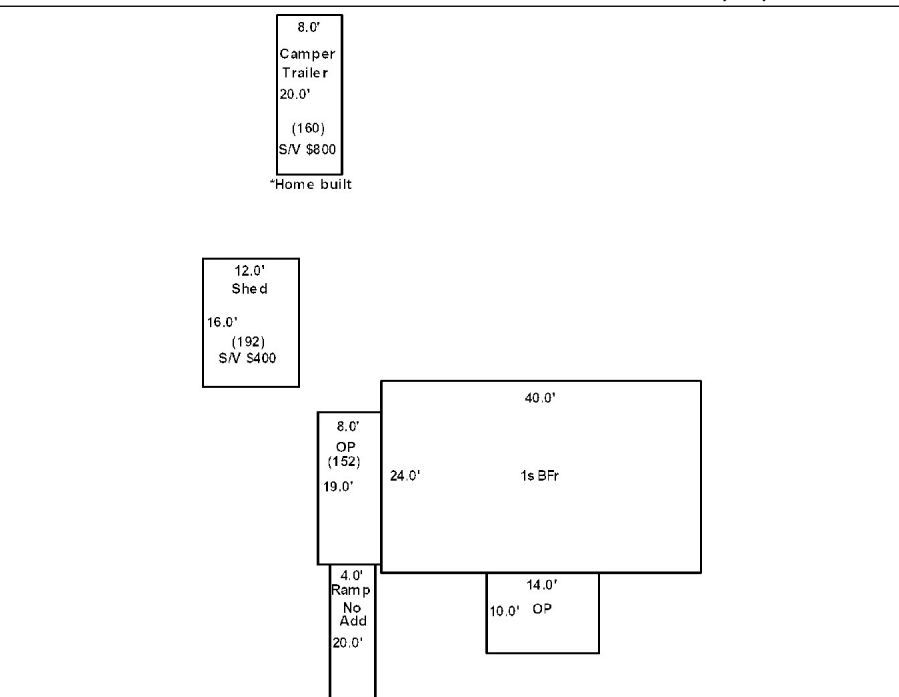 8.0'
Camper
Trailer
20.0'
(160)
S/V $800
*Home built
12.0'
Shed
16.0'
(192)
S/V $400
40.0'
24.0'
1s BFr
8.0'
OP
(152)
19.0'
4.0'
Ramp
No
Add
20.0'
14.0'
10.0' OP